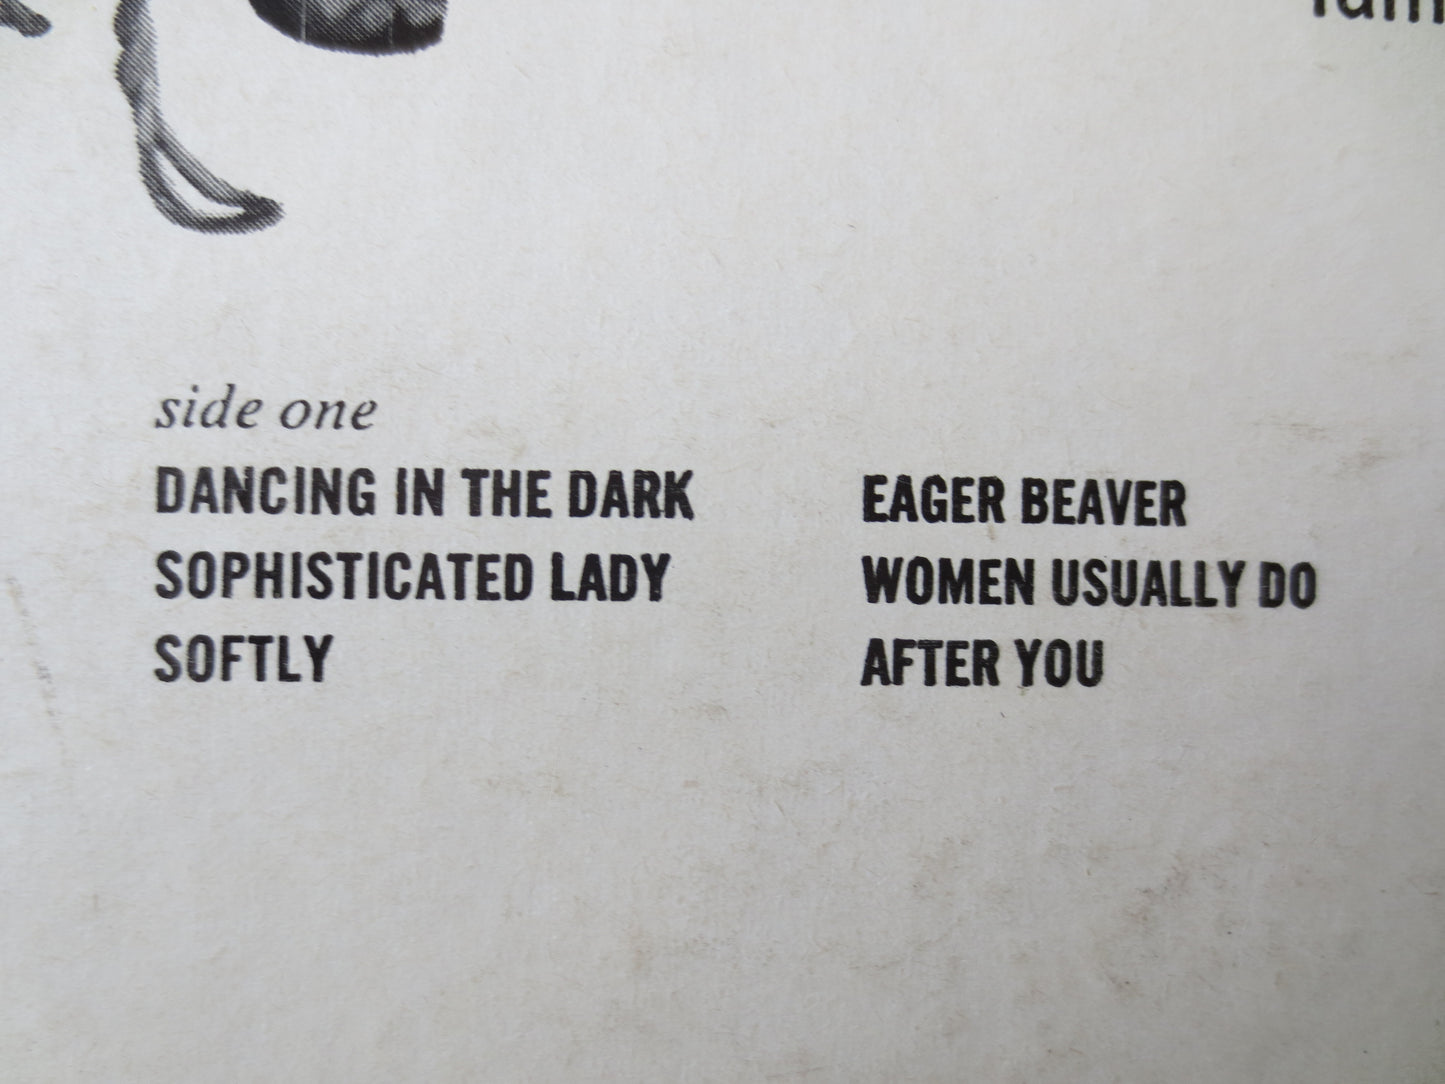 side one
DANCING IN THE DARK
SOPHISTICATED LADY
SOFTLY
EAGER BEAVER
WOMEN USUALLY DO
AFTER YOU